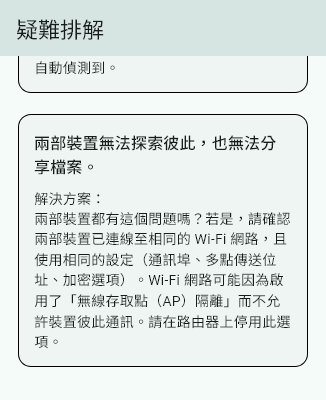 疑難排解
自動偵測到。
兩部裝置無法探索彼此，也無法分
享檔案。
解決方案：
兩部裝置都有這個問題嗎？若是，請確認
兩部裝置已連線至相同的 Wi-Fi 網路，且
使用相同的設定（通訊埠、多點傳送位
址、加密選項）。Wi-Fi 網路可能因為啟
用了「無線存取點（AP）隔離」而不允
許裝置彼此通訊。請在路由器上停用此選
項。